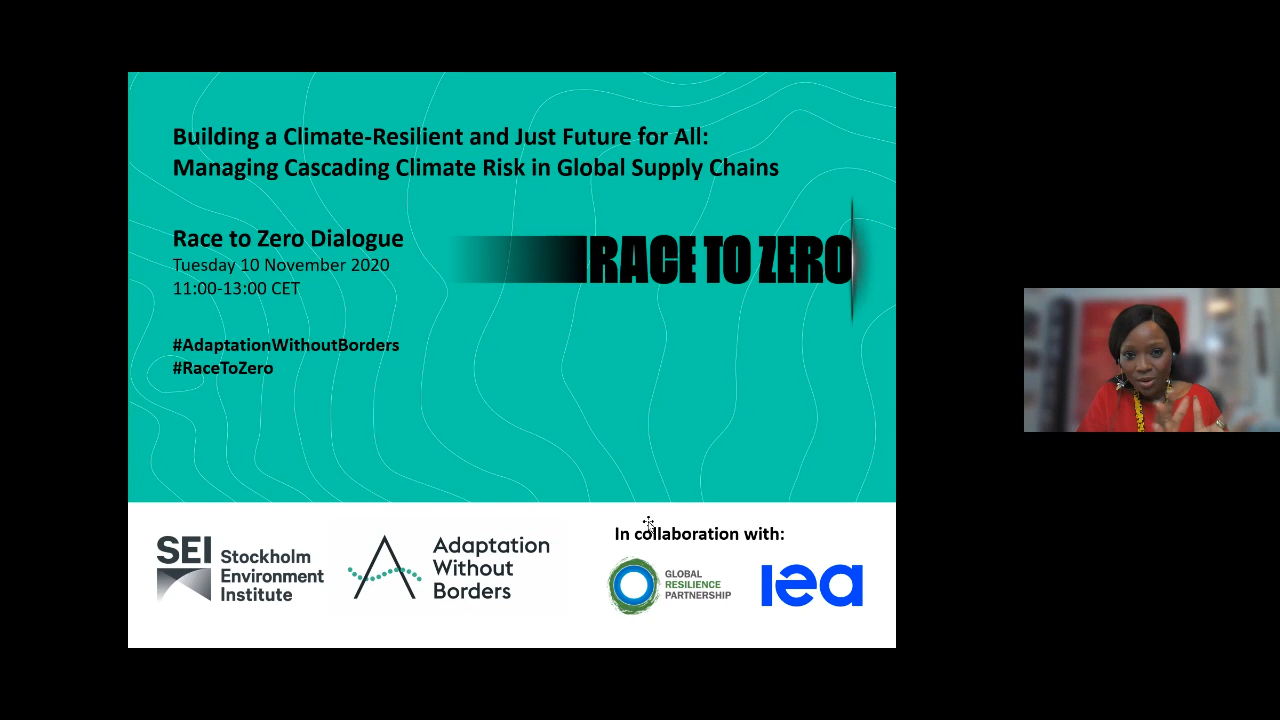 Building a Climate-Resilient and Just Future for All:
Managing Cascading Climate Risk in Global Supply Chains
Race to Zero Dialogue
Tuesday 10 November 2020
11:00-13:00 CET
RACE TO ZERO
#AdaptationWithoutBorders
#RaceToZero
SEI Stockholm
Environment
Institute
Adaptation
Without
Borders
In collaboration with:
GLOBAL
RESILIENCE
PARTNERSHIP
iea